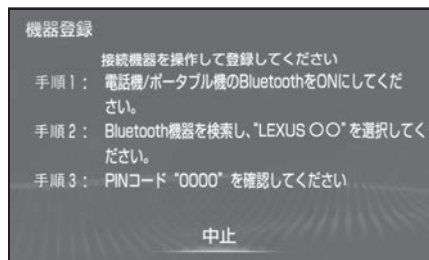 機器登録
接続機器を操作して登録してください
手順1： 電話機/ポータブル機のBluetoothをONにしてくだ
さい。
手順2： Bluetooth機器を検索し、“LEXUS ○○”を選択してく
ださい。
手順3： PINコード “0000” を確認してください
中止